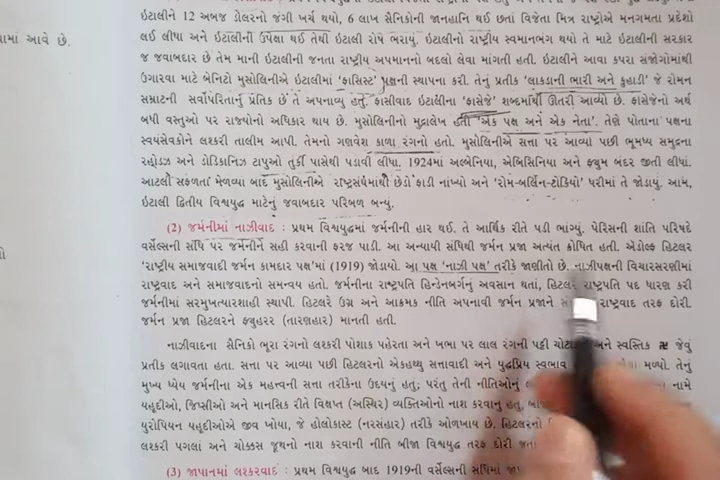 ઇટાલીને 12 અબજ ડોલરનો જંગી ખર્ચ થયો, 6 લાખ સૈનિકોની જાનહાનિ થઈ છતાં વિજેતા મિત્ર રાષ્ટ્રોએ મનગમતા પ્રદેશો
લઈ લીધા અને ઇટાલીની ઉપેક્ષા થઈ તેથી ઇટાલી રોષે ભરાયું. ઇટાલીનો રાષ્ટ્રીય સ્વમાનભંગ થયો તે માટે ઇટાલીની સરકાર
ામાં આવે છે.
જ જવાબદાર છે તેમ માની ઇટાલીની જનતા રાષ્ટ્રીય અપમાનનો બદલો લેવા માંગતી હતી. ઇટાલીને આવા કપરા સંજોગોમાંથી
ઉગારવા માટે બેનિટો મુસોલિનીએ ઇટાલીમાં 'ફાસિસ્ટ' પક્ષની સ્થાપના કરી. તેનું પ્રતીક 'લાકડાની ભારી અને કુહાડી' જે રોમન
સમ્રાટની સર્વોપરિતાનું પ્રતિક છે તે અપનાવ્યુ હતું. ફાસીવાદ ઇટાલીના 'ફાસેજે' શબ્દમાંથી ઊતરી આવ્યો છે. ફાસેજેનો અર્થ
બધી વસ્તુઓ પર રાજ્યોનો અધિકાર થાય છે. મુસોલિનીનો મુદ્રાલેખ હતો 'એક પક્ષ અને એક નેતા'. તેણે પોતાના પક્ષના
સ્વયંસેવકોને લશ્કરી તાલીમ આપી. તેમનો ગણવેશ કાળા રંગનો હતો. મુસોલિનીએ સત્તા પર આવ્યા પછી ભૂમધ્ય સમુદ્રના
રહોડઝ અને ડોડિકાનિઝ ટાપુઓ તુર્કી પાસેથી પડાવી લીધા. 1924માં અલ્બેનિયા, એબિસિનિયા અને ફ્યુમ બંદર જીતી લીધાં.
આટલી સફળતા મેળવ્યા બાદ મુસોલિનીએ રાષ્ટ્રસંઘમાંથી છેડો ફાડી નાંખ્યો અને 'રોમ-બર્લિન-ટોકિયો' ધરીમાં તે જોડાયું. આમ,
ઇટાલી દ્વિતીય વિશ્વયુદ્ધ માટેનું જવાબદાર પરિબળ બન્યું.
(2) જર્મનીમાં નાઝીવાદ : પ્રથમ વિશ્વયુદ્ધમાં જર્મનીની હાર થઈ. તે આર્થિક રીતે પડી ભાંગ્યું. પેરિસની શાંતિ પરિષદે
વર્સેલ્સની સંધિ પર જર્મનીને સહી કરવાની ફરજ પાડી. આ અન્યાયી સંધિથી જર્મન પ્રજા અત્યંત ક્રોધિત હતી. એડોલ્ફ હિટલર
'રાષ્ટ્રીય સમાજવાદી જર્મન કામદાર પક્ષ'માં (1919) જોડાયો. આ પક્ષ 'નાઝી પક્ષ' તરીકે જાણીતો છે. નાઝીપક્ષની વિચારસરણીમાં
રાષ્ટ્રવાદ અને સમાજવાદનો સમન્વય હતો. જર્મનીના રાષ્ટ્રપતિ હિન્ડેનબર્ગનું અવસાન થતાં, હિટલરે રાષ્ટ્રપતિ પદ ધારણ કરી
જર્મનીમાં સરમુખત્યારશાહી સ્થાપી. હિટલરે ઉગ્ર અને આક્રમક નીતિ અપનાવી જર્મન પ્રજાને રાષ્ટ્રવાદ તરફ દોરી.
જર્મન પ્રજા હિટલરને ફ્યુહરર (તારણહાર) માનતી હતી.
નાઝીવાદના સૈનિકો ભૂરા રંગનો લશ્કરી પોશાક પહેરતા અને ખભા પર લાલ રંગની પટ્ટી અને સ્વસ્તિક 卐 જેવું
પ્રતીક લગાવતા હતા. સત્તા પર આવ્યા પછી હિટલરનો એકહથ્થુ સત્તાવાદી અને યુદ્ધપ્રિય સ્વભાવ મળ્યો. તેનું
મુખ્ય ધ્યેય જર્મનીના એક મહત્ત્વની સત્તા તરીકેના ઉદયનું હતું; પરંતુ તેની નીતિઓનું નામે
યહૂદીઓ, જિપ્સીઓ અને માનસિક રીતે વિક્ષિપ્ત (અસ્થિર) વ્યક્તિઓનો નાશ કરવાનુ હતુ,
યુરોપિયન યહૂદીઓએ જીવ ખોયા, જે હોલોકાસ્ટ (નરસંહાર) તરીકે ઓળખાય છે. હિટલરનો
લશ્કરી પગલાં અને ચોક્કસ જૂથનો નાશ કરવાની નીતિ બીજા વિશ્વયુદ્ધ તરફ દોરી
(3) જાપાનમાં લશ્કરવાદ : પ્રથમ વિશ્વયુદ્ધ બાદ 1919ની વર્સેલ્સની સંધિમાં